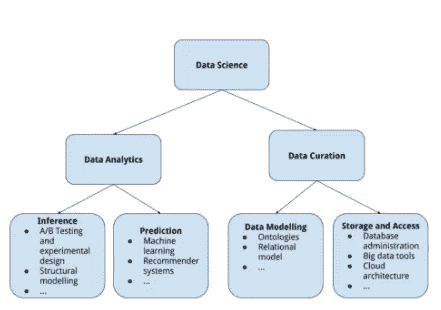 Data Science
Data Analytics
Data Curation
Inference
● A/B Testing
and
experimental
design
● Structural
modelling
● ...
Prediction
● Machine
learning
● Recommender
systems
● ...
Data Modelling
● Ontologies
● Relational
model
● ...
Storage and Access
● Database
administration
● Big data tools
● Cloud
architecture
● ...